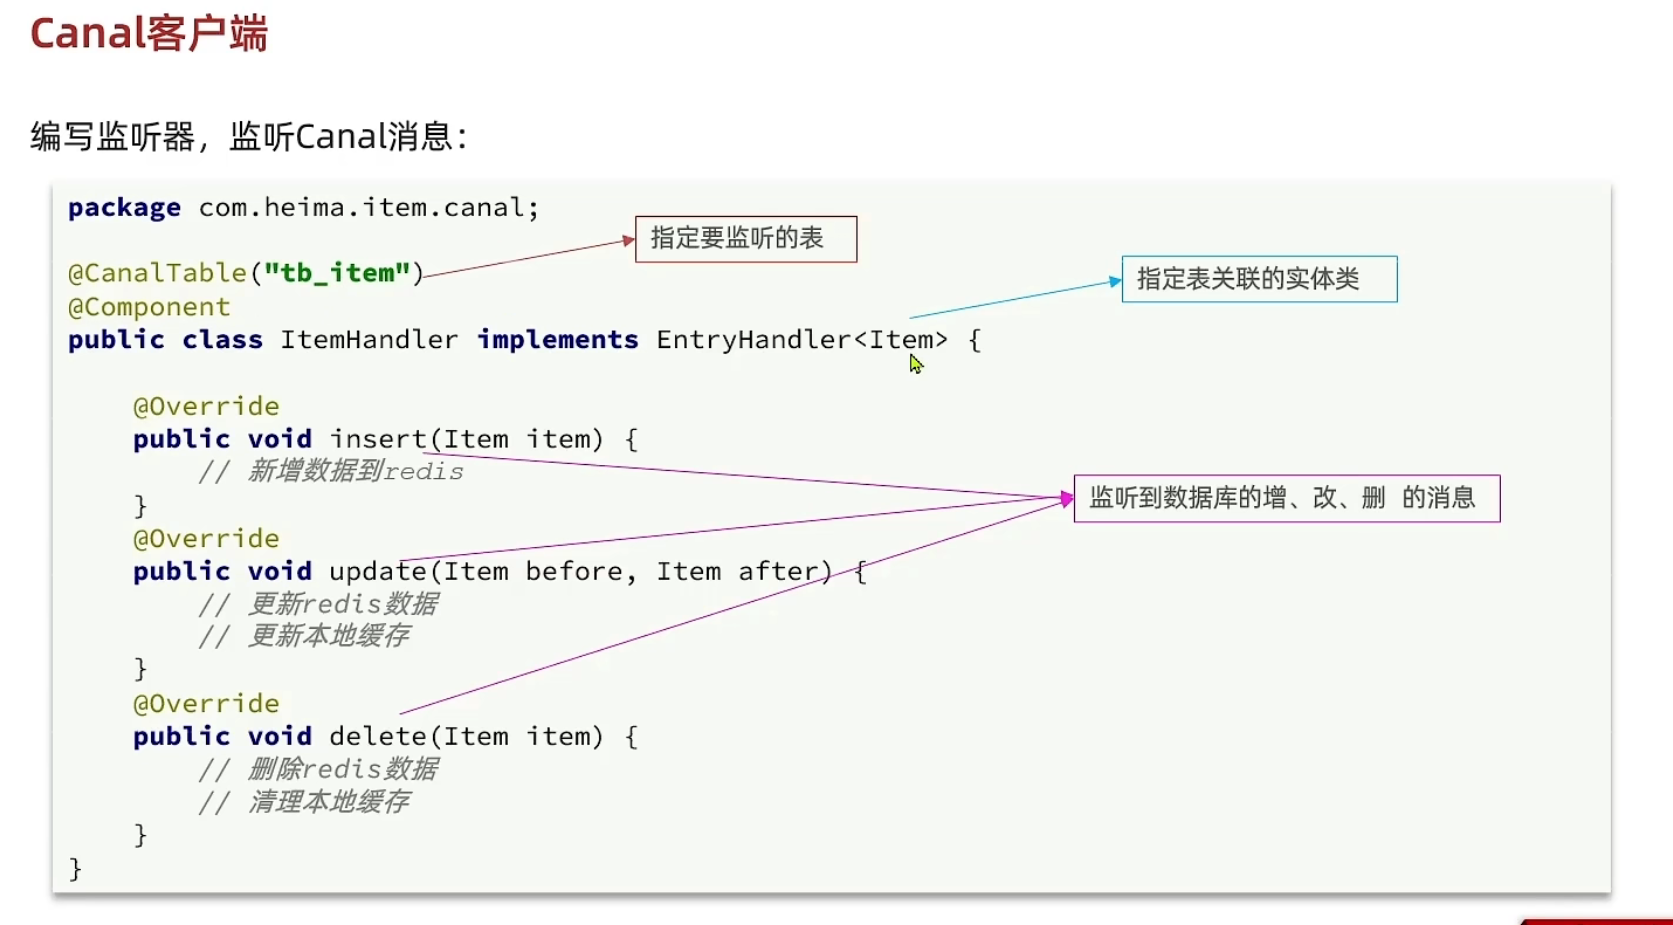 Canal客户端
编写监听器，监听Canal消息：
package com.heima.item.canal;
指定要监听的表
@CanalTable("tb_item")
指定表关联的实体类
@Component
public class ItemHandler implements EntryHandler<Item> {
@Override
public void insert(Item item) {
// 新增数据到redis
}
监听到数据库的增、改、删 的消息
@Override
public void update(Item before, Item after) {
// 更新redis数据
// 更新本地缓存
}
@Override
public void delete(Item item) {
// 删除redis数据
// 清理本地缓存
}
}